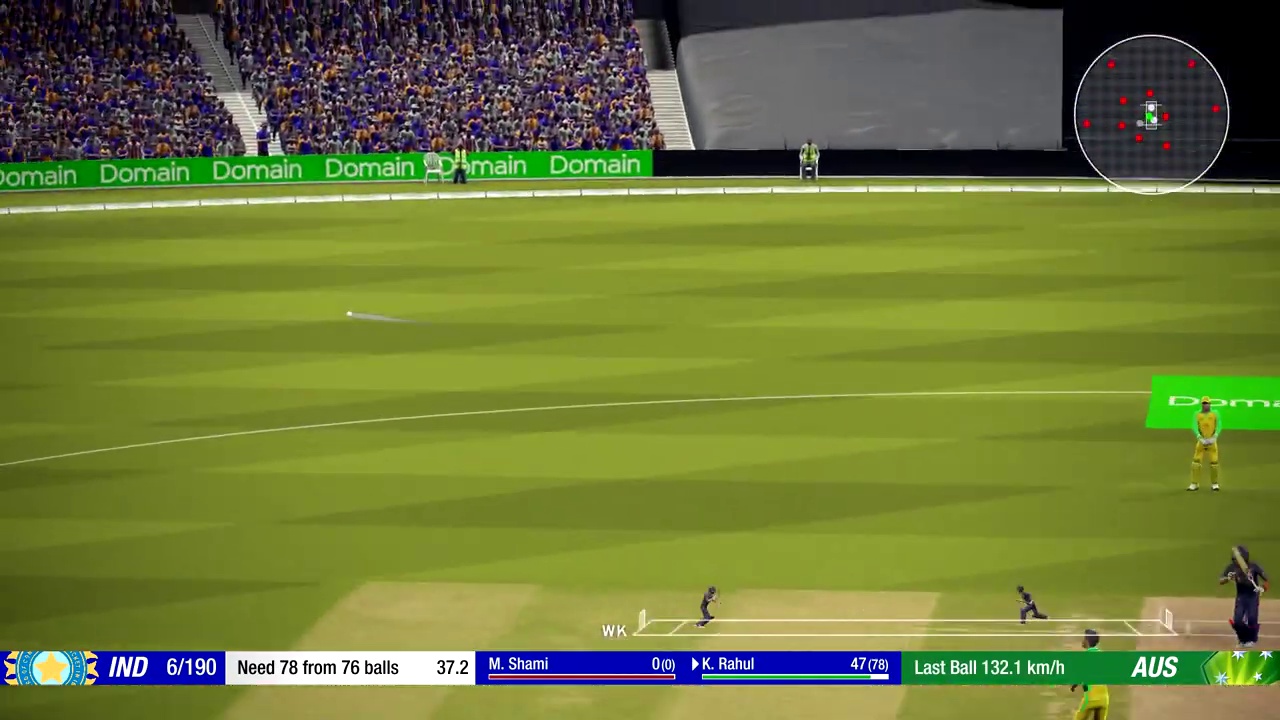 Domain Domain Domain Domain Domain Domain
Doma
WK
IND 6/190 Need 78 from 76 balls 37.2 M. Shami 0(0) K. Rahul 47(78) Last Ball 132.1 km/h AUS